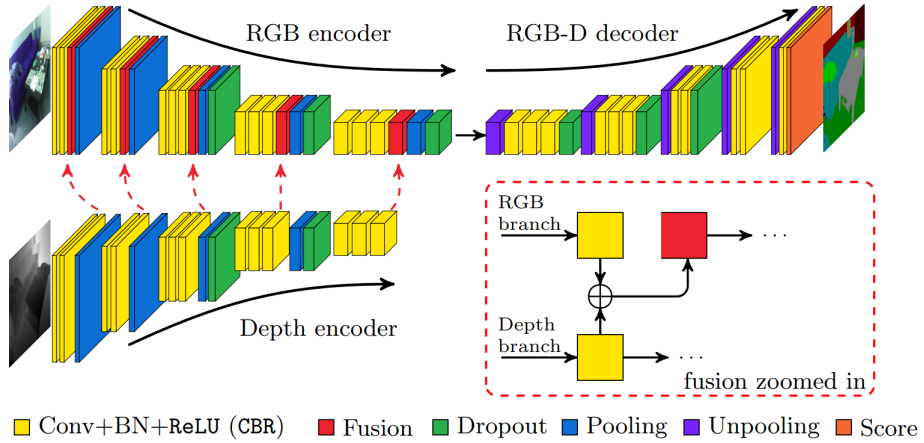 RGB encoder
RGB-D decoder
RGB
branch
...
Depth
branch
...
Depth encoder
fusion zoomed in
Conv+BN+ReLU (CBR)
Fusion
Dropout
Pooling
Unpooling
Score